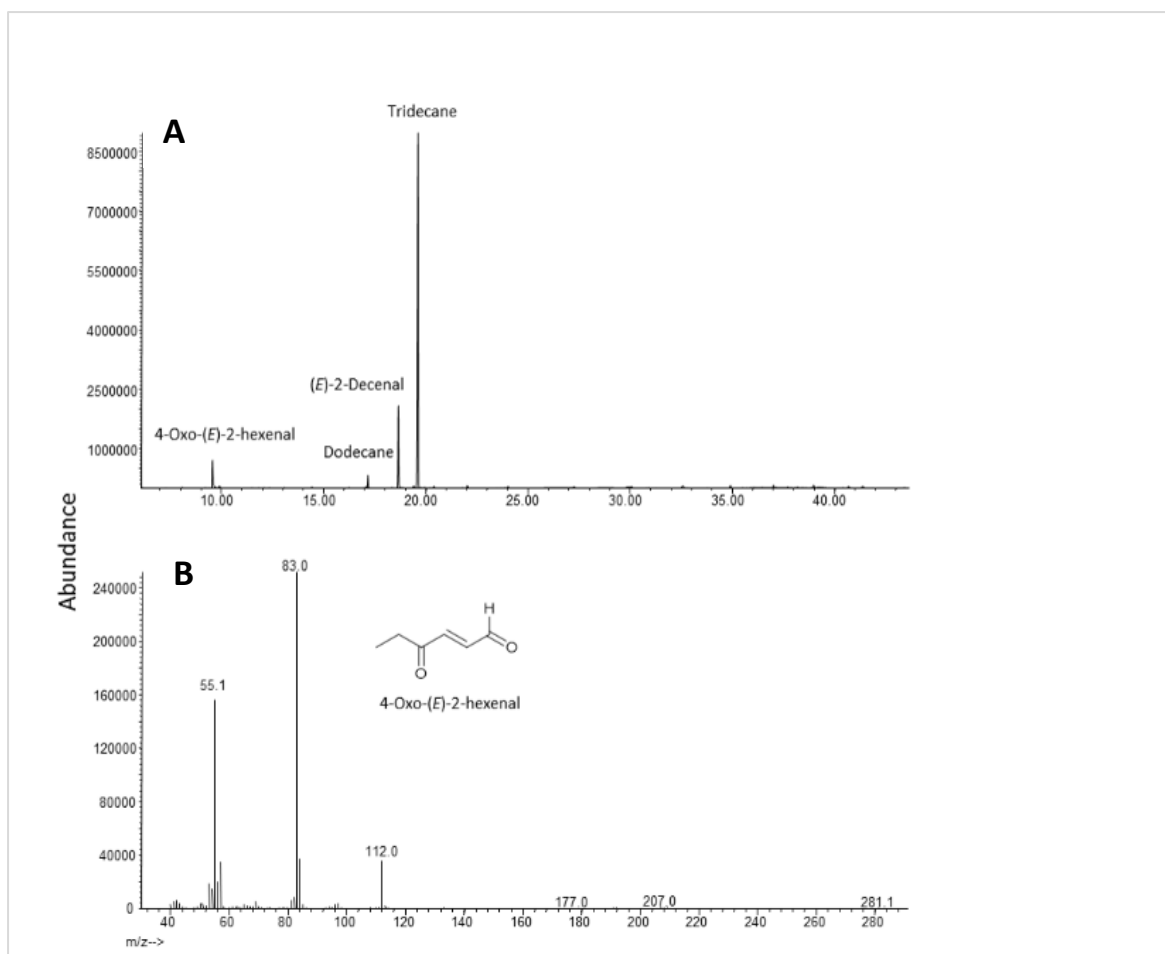 Tridecane
A
8500000
7000000
5500000
4000000
2500000
1000000
(E)-2-Decenal
4-Oxo-(E)-2-hexenal
Dodecane
10.00 15.00 20.00 25.00 30.00 35.00 40.00
Abundance
B
83.0
240000
200000
160000
120000
80000
40000
0
55.1
H
O
O
4-Oxo-(E)-2-hexenal
112.0
177.0 207.0 281.1
40 60 80 100 120 140 160 180 200 220 240 260 280
m/z-->